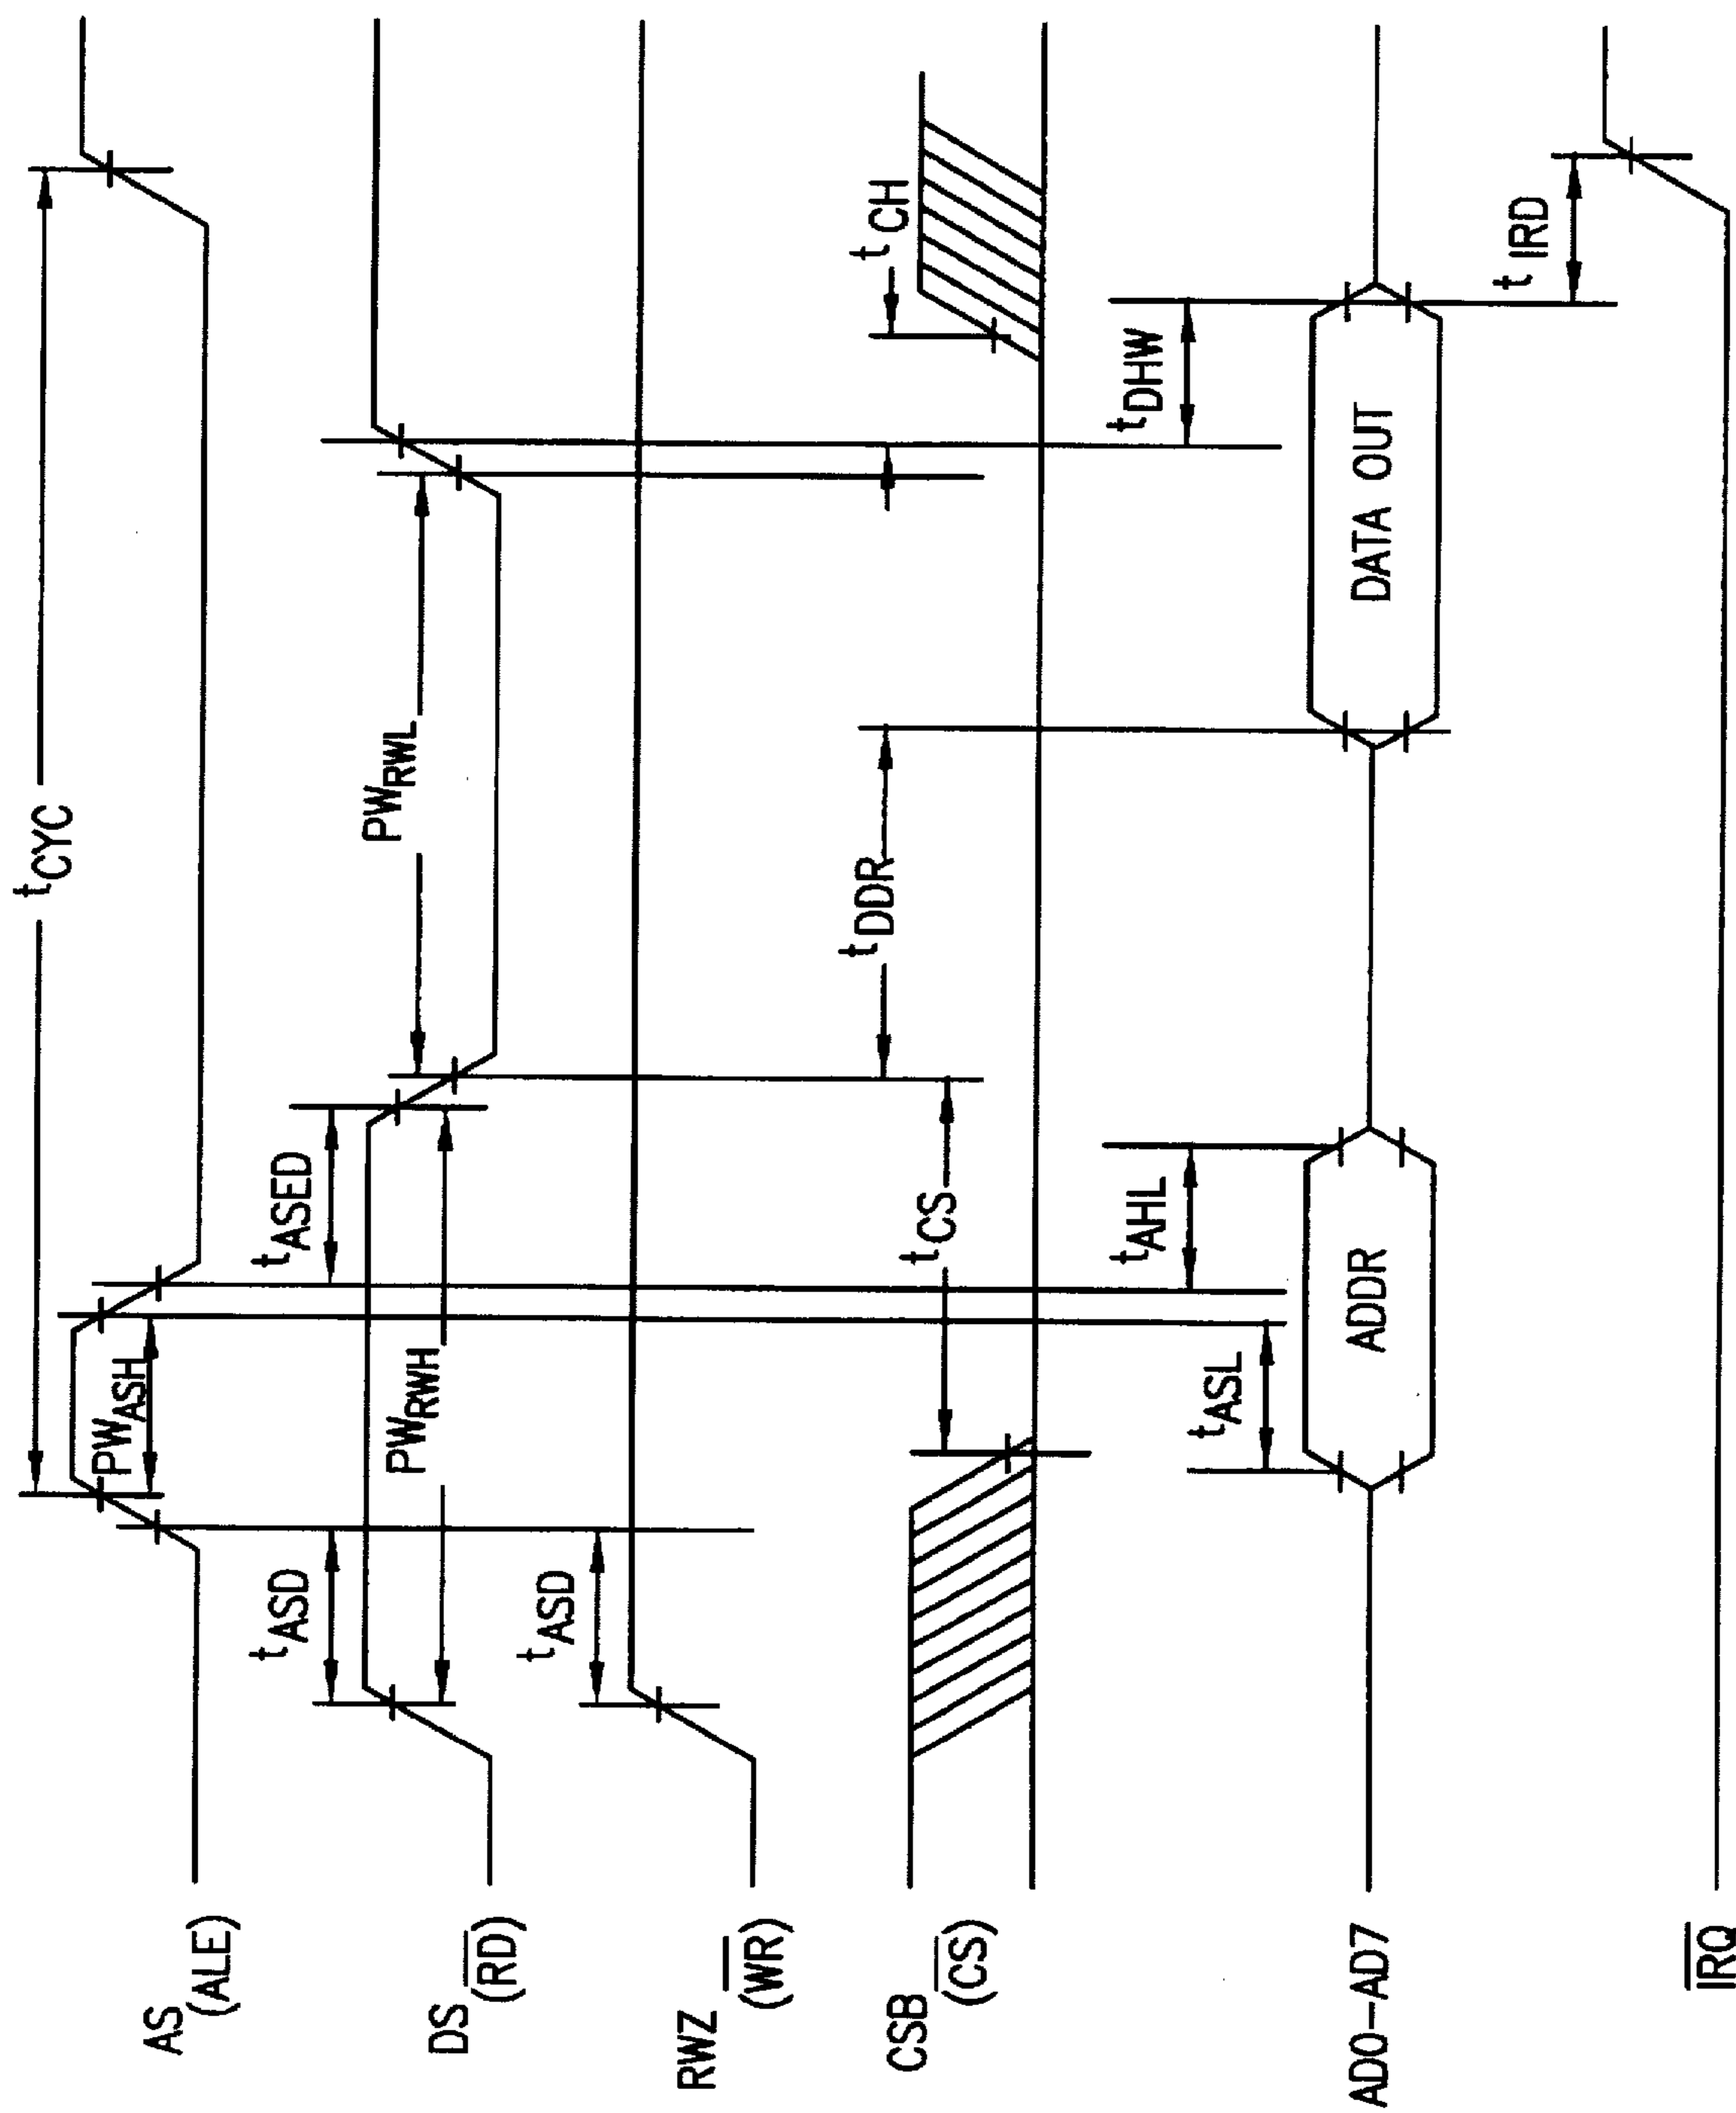 AS
(ALE)
tCYC
PWASH
DS
(RD)
tASD
tASED
PWRWH
PWRWL
RWZ
(WR)
tASD
CSB
(CS)
tCS
tDDR
tCH
AD0-AD7
tASL
tAHL
ADDR
tDHW
DATA OUT
IRQ
tIRD